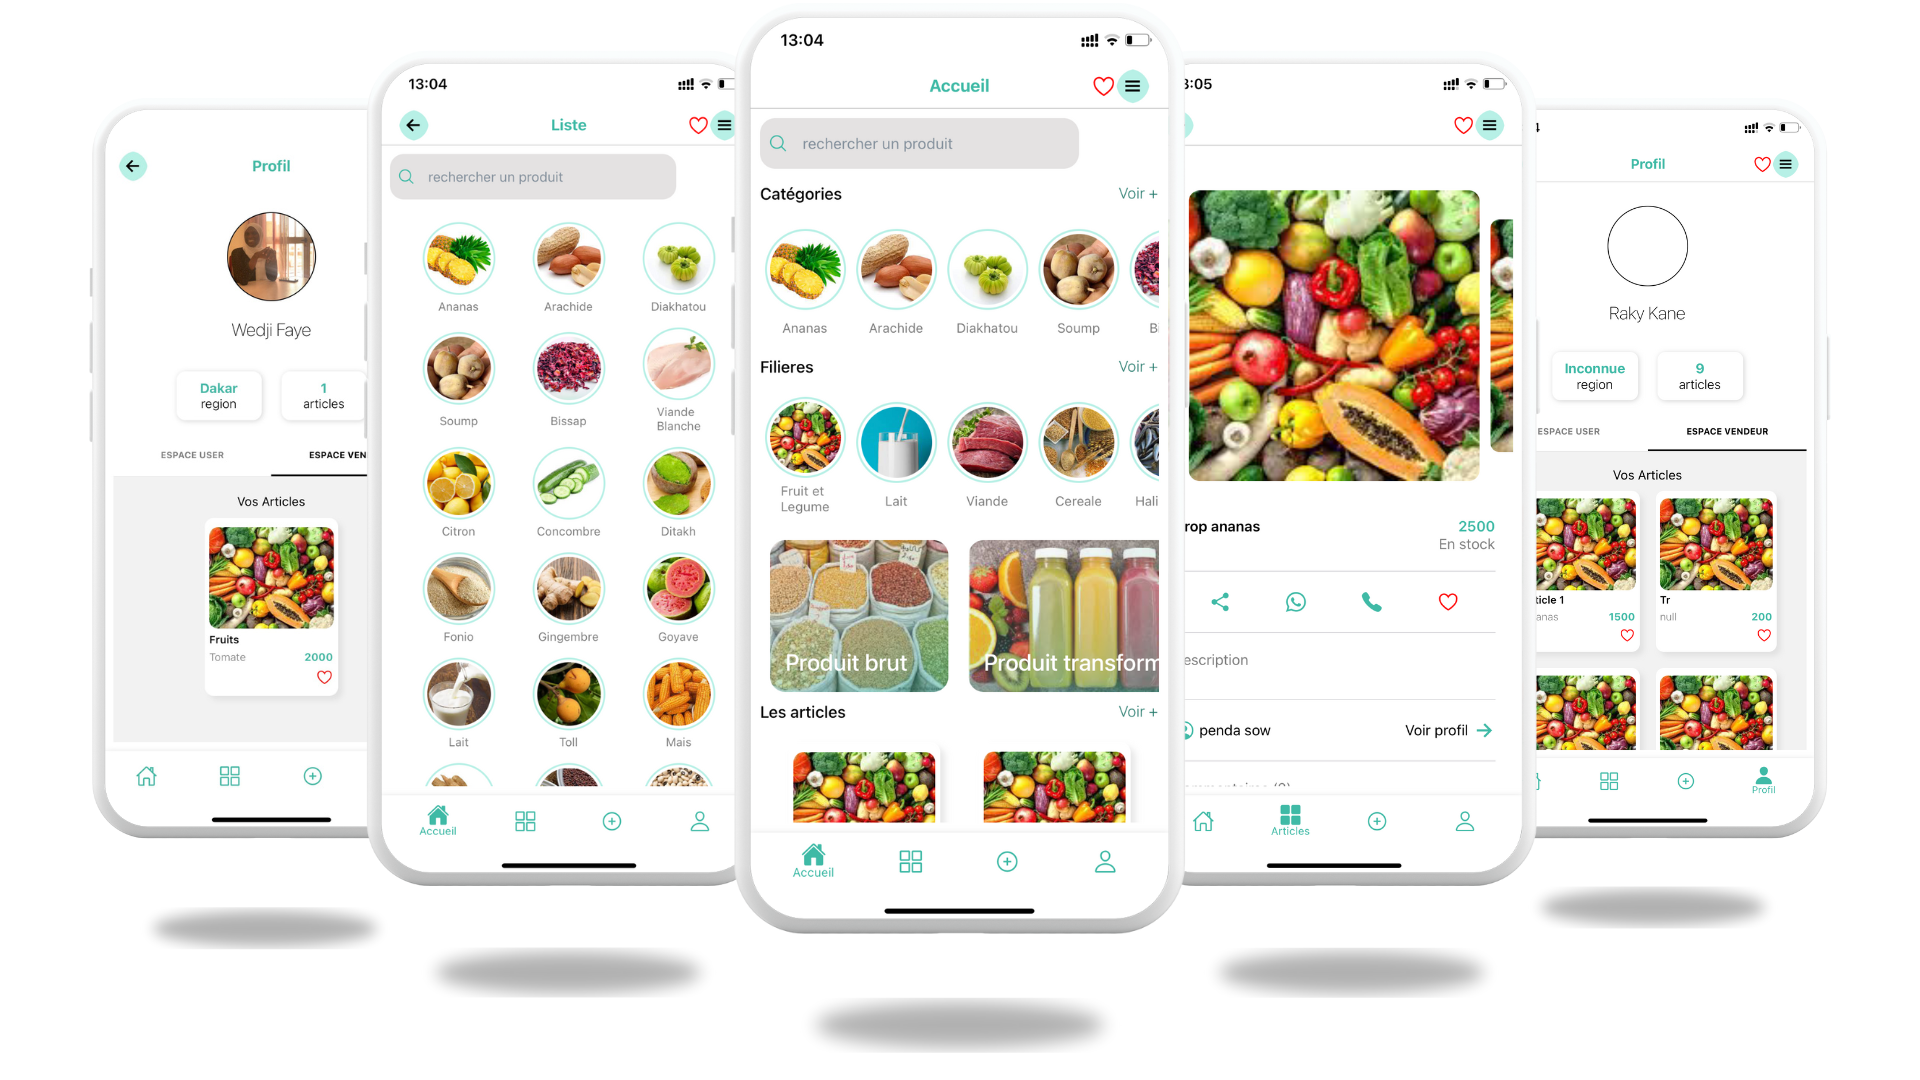 Profil
Wedji Faye
Dakar
region
1
articles
ESPACE USER
ESPACE VEN
Vos Articles
Fruits
Tomate
2000
13:04
Liste
rechercher un produit
Ananas
Arachide
Diakhatou
Soump
Bissap
Viande
Blanche
Citron
Concombre
Ditakh
Fonio
Gingembre
Goyave
Lait
Toll
Mais
Accueil
13:04
Accueil
rechercher un produit
Catégories
Voir +
Ananas
Arachide
Diakhatou
Soump
B
Filieres
Voir +
Fruit et
Legume
Lait
Viande
Cereale
Hali
Produit brut
Produit transform
Les articles
Voir +
Accueil
3:05
rop ananas
2500
En stock
escription
penda sow
Voir profil
Articles
4
Profil
Raky Kane
Inconnue
region
9
articles
ESPACE USER
ESPACE VENDEUR
Vos Articles
ticle 1
anas
1500
Tr
null
200
Profil